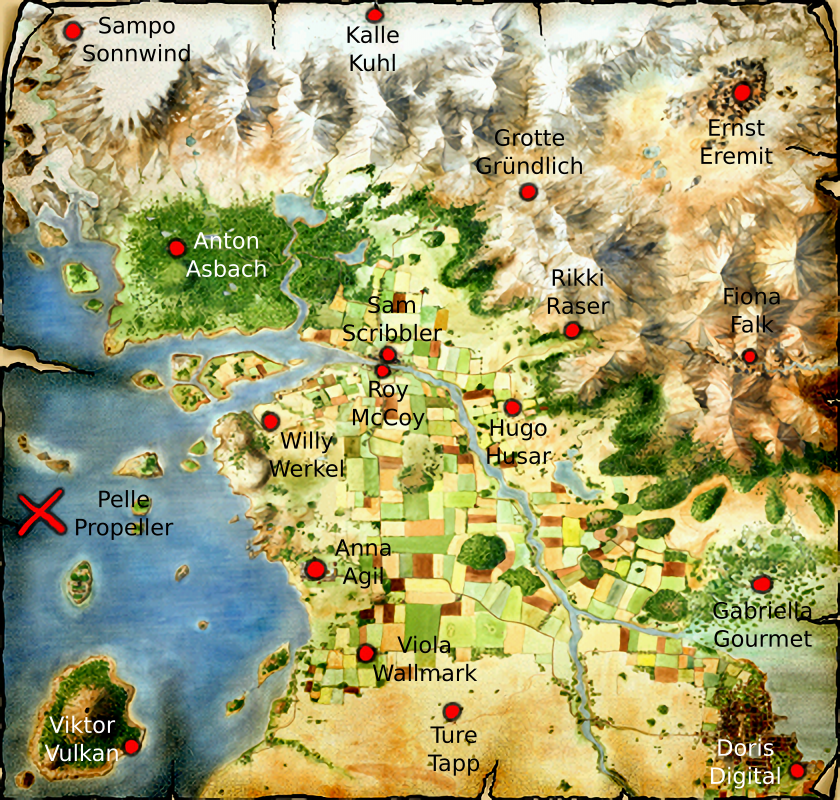 Sampo
Sonnwind
Kalle
Kuhl
Ernst
Eremit
Grotte
Gründlich
Anton
Asbach
Rikki
Raser
Fiona
Falk
Sam
Scribbler
Roy
McCoy
Hugo
Husar
Willy
Werkel
Pelle
Propeller
Anna
Agil
Gabriella
Gourmet
Viola
Wallmark
Viktor
Vulkan
Ture
Tapp
Doris
Digital